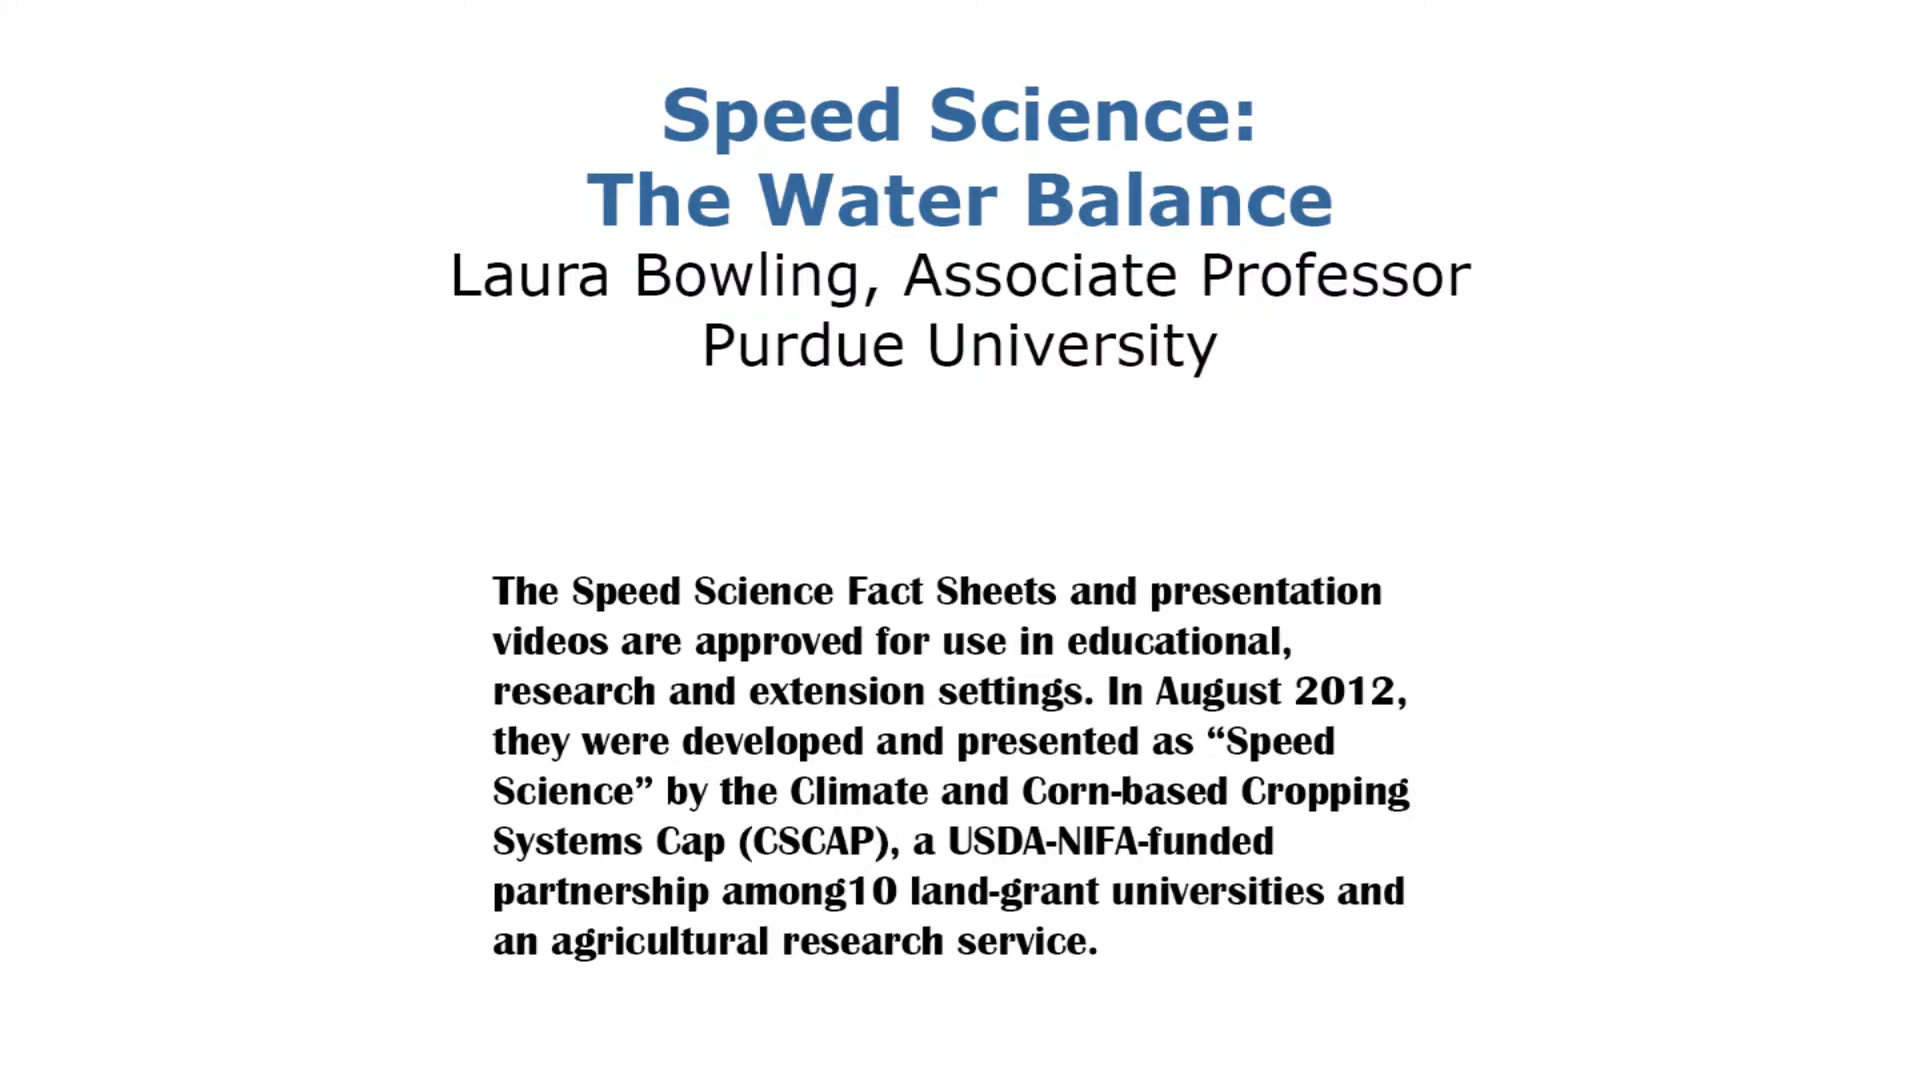 Speed Science:
The Water Balance
Laura Bowling, Associate Professor
Purdue University
The Speed Science Fact Sheets and presentation
videos are approved for use in educational,
research and extension settings. In August 2012,
they were developed and presented as “Speed
Science” by the Climate and Corn-based Cropping
Systems Cap (CSCAP), a USDA-NIFA-funded
partnership among10 land-grant universities and
an agricultural research service.